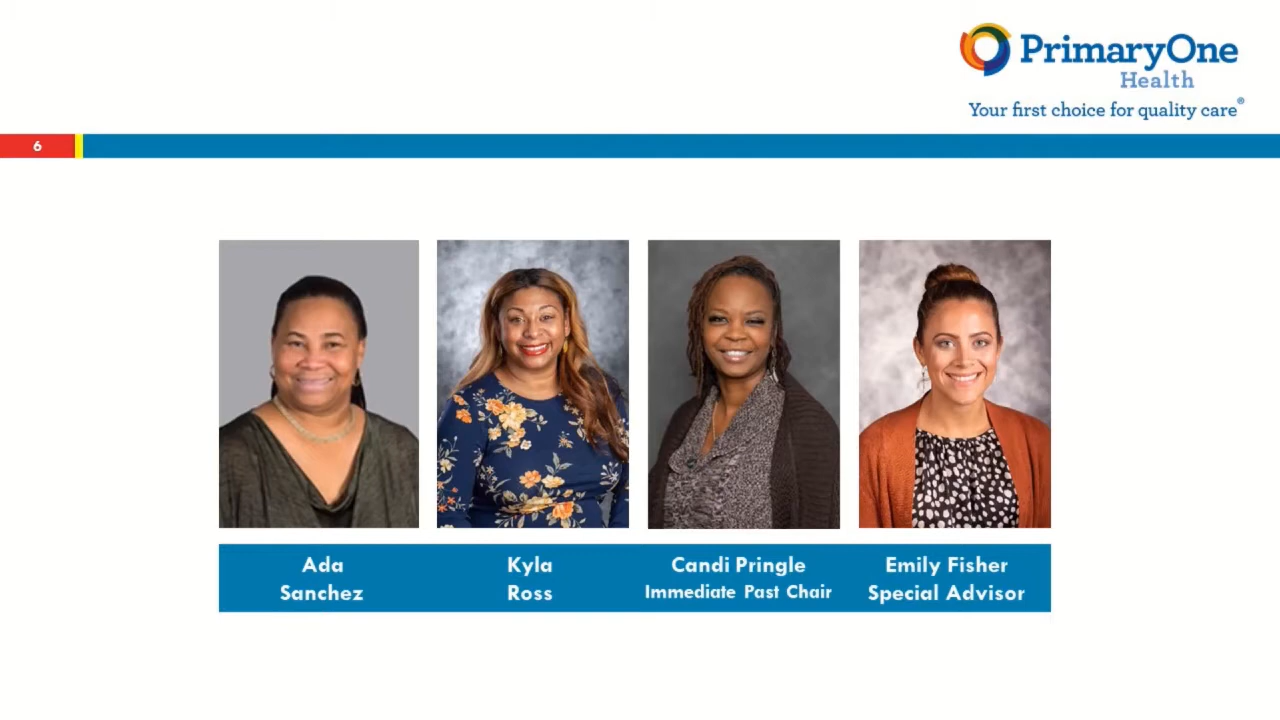 PrimaryOne
Health
Your first choice for quality care®
6
Ada
Sanchez
Kyla
Ross
Candi Pringle
Immediate Past Chair
Emily Fisher
Special Advisor